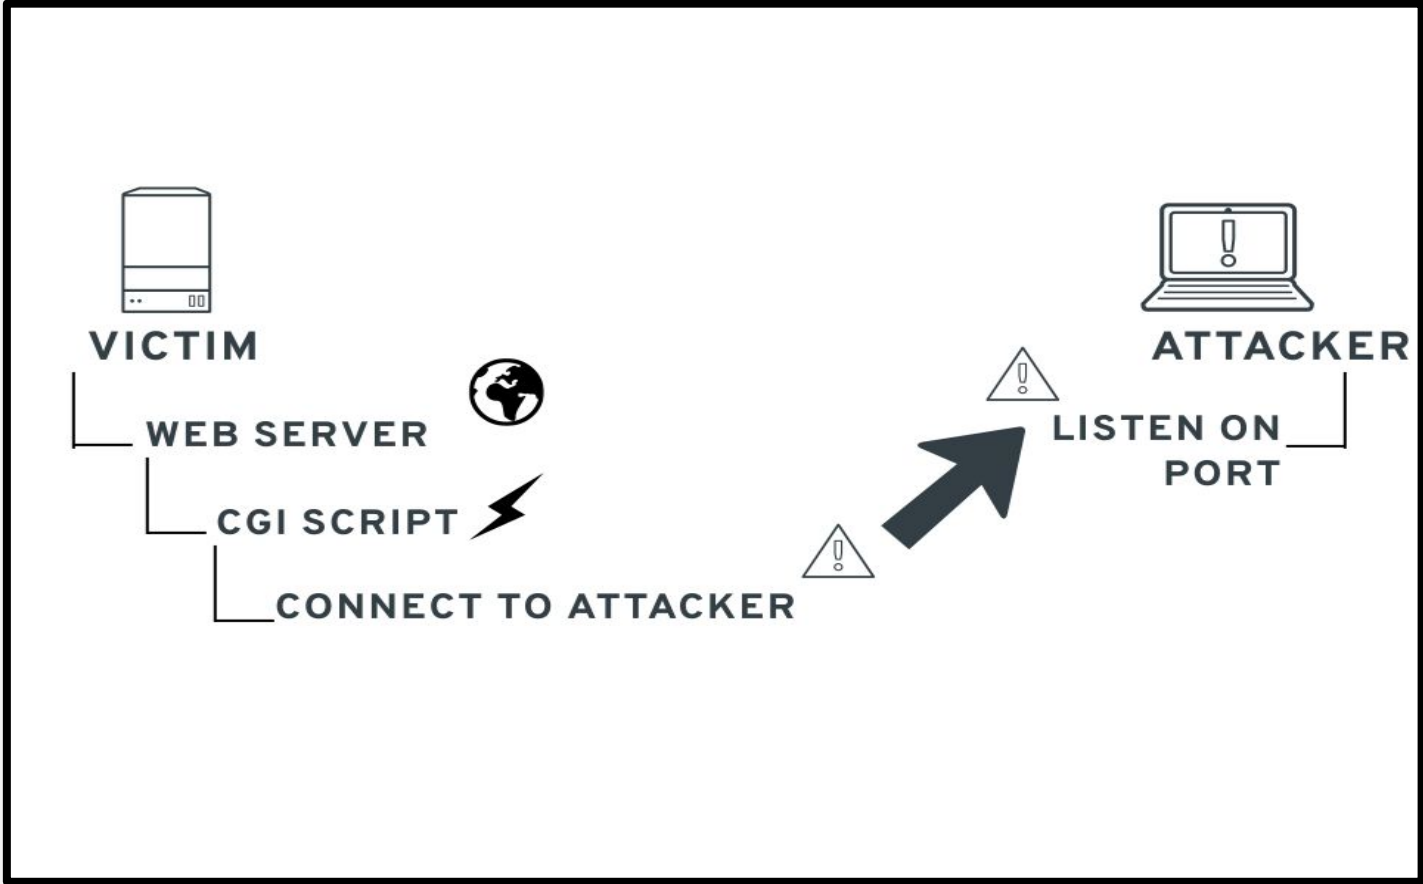 VICTIM
WEB SERVER
CGI SCRIPT
CONNECT TO ATTACKER
ATTACKER
LISTEN ON
PORT